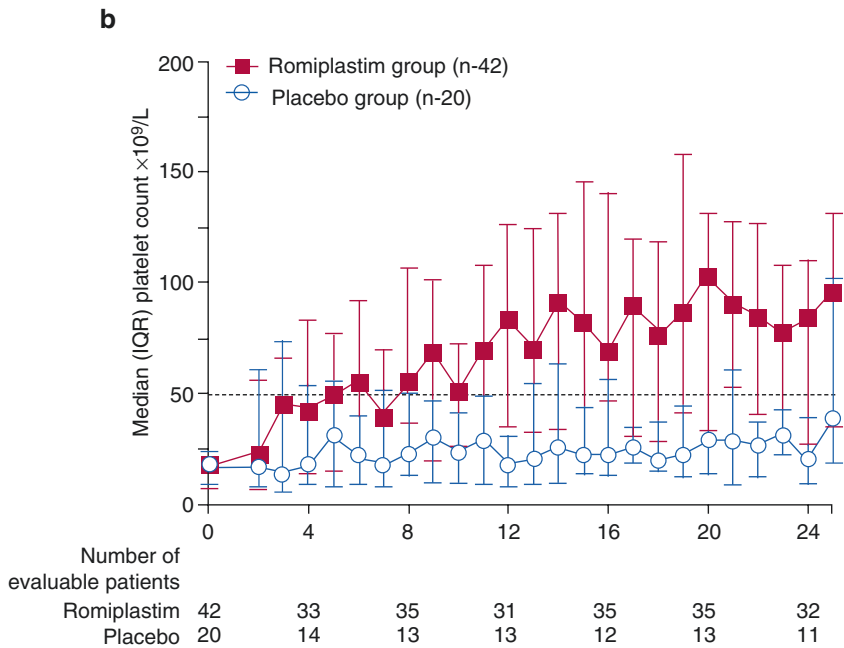 b
200
Romiplastim group (n-42)
Placebo group (n-20)
150
100
50
0
Median (IQR) platelet count ×10⁹/L
0 4 8 12 16 20 24
Number of
evaluable patients
Romiplastim 42 33 35 31 35 35 32
Placebo 20 14 13 13 12 13 11